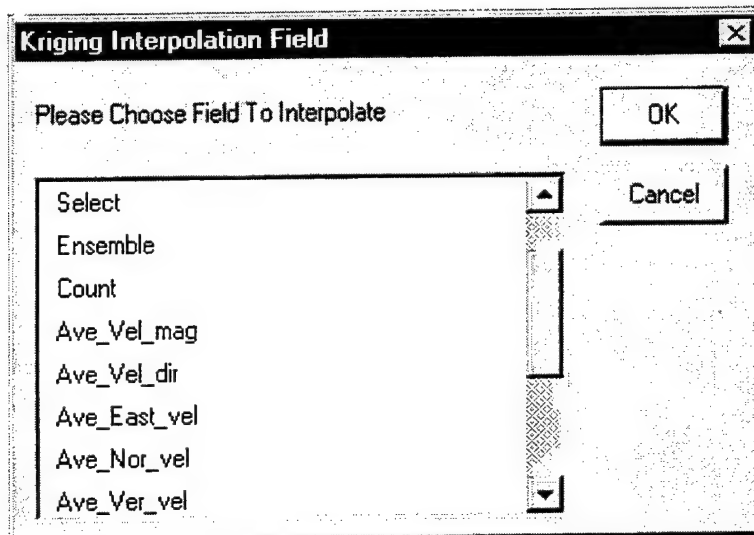 Kriging Interpolation Field
Please Choose Field To Interpolate
OK
Cancel
Select
Ensemble
Count
Ave_Vel_mag
Ave_Vel_dir
Ave_East_vel
Ave_Nor_vel
Ave_Ver_vel